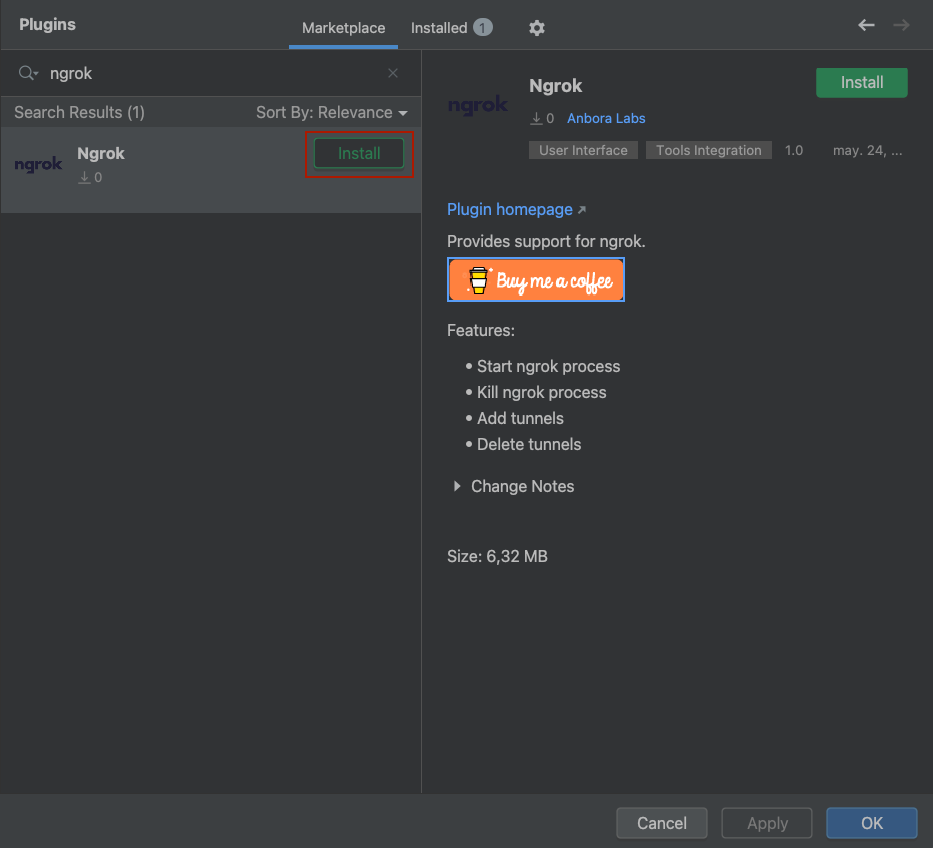 Plugins
Marketplace
Installed 1
ngrok
Search Results (1)
Sort By: Relevance
ngrok
Ngrok
0
Install
ngrok
Ngrok
Install
0 Anbora Labs
User Interface
Tools Integration
1.0
may. 24, ...
Plugin homepage
Provides support for ngrok.
Buy me a coffee
Features:
• Start ngrok process
• Kill ngrok process
• Add tunnels
• Delete tunnels
Change Notes
Size: 6,32 MB
Cancel
Apply
OK